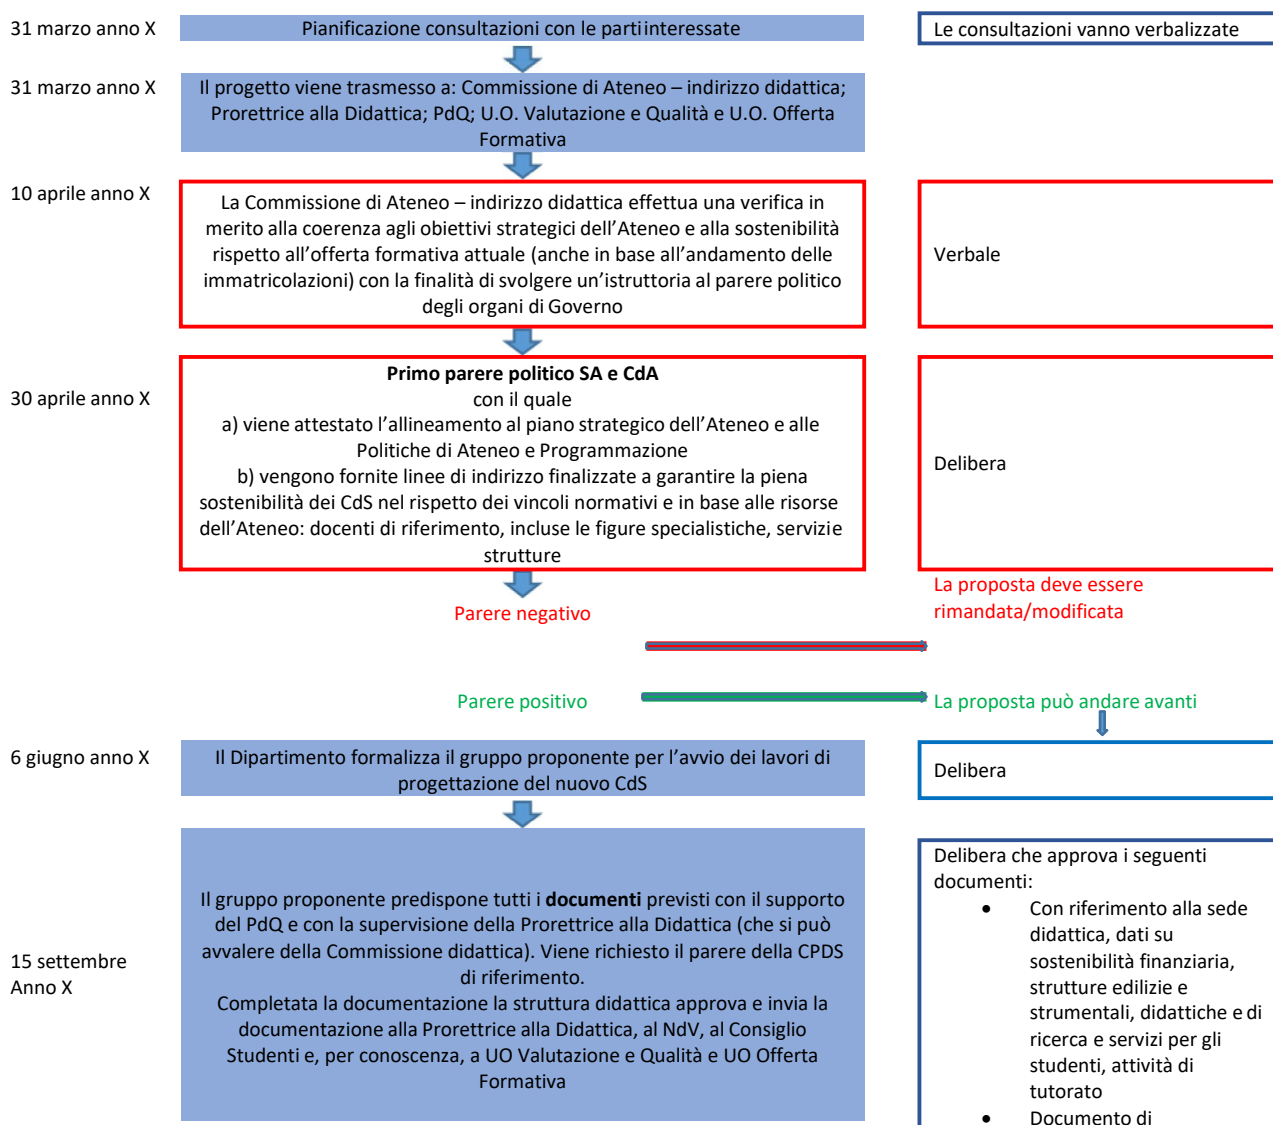 31 marzo anno X
Pianificazione consultazioni con le parti interessate
Le consultazioni vanno verbalizzate
31 marzo anno X
Il progetto viene trasmesso a: Commissione di Ateneo – indirizzo didattica;
Prorettrice alla Didattica; PdQ; U.O. Valutazione e Qualità e U.O. Offerta
Formativa
10 aprile anno X
La Commissione di Ateneo – indirizzo didattica effettua una verifica in
merito alla coerenza agli obiettivi strategici dell’Ateneo e alla sostenibilità
rispetto all’offerta formativa attuale (anche in base all’andamento delle
immatricolazioni) con la finalità di svolgere un’istruttoria al parere politico
degli organi di Governo
Verbale
30 aprile anno X
Primo parere politico SA e CdA
con il quale
a) viene attestato l’allineamento al piano strategico dell’Ateneo e alle
Politiche di Ateneo e Programmazione
b) vengono fornite linee di indirizzo finalizzate a garantire la piena
sostenibilità dei CdS nel rispetto dei vincoli normativi e in base alle risorse
dell’Ateneo: docenti di riferimento, incluse le figure specialistiche, servizi e
strutture
Delibera
Parere negativo
La proposta deve essere
rimandata/modificata
Parere positivo
La proposta può andare avanti
6 giugno anno X
Il Dipartimento formalizza il gruppo proponente per l’avvio dei lavori di
progettazione del nuovo CdS
Delibera
15 settembre
Anno X
Il gruppo proponente predispone tutti i documenti previsti con il supporto
del PdQ e con la supervisione della Prorettrice alla Didattica (che si può
avvalere della Commissione didattica). Viene richiesto il parere della CPDS
di riferimento.
Completata la documentazione la struttura didattica approva e invia la
documentazione alla Prorettrice alla Didattica, al NdV, al Consiglio
Studenti e, per conoscenza, a UO Valutazione e Qualità e UO Offerta
Formativa
Delibera che approva i seguenti
documenti:
• Con riferimento alla sede
didattica, dati su
sostenibilità finanziaria,
strutture edilizie e
strumentali, didattiche e di
ricerca e servizi per gli
studenti, attività di
tutorato
• Documento di